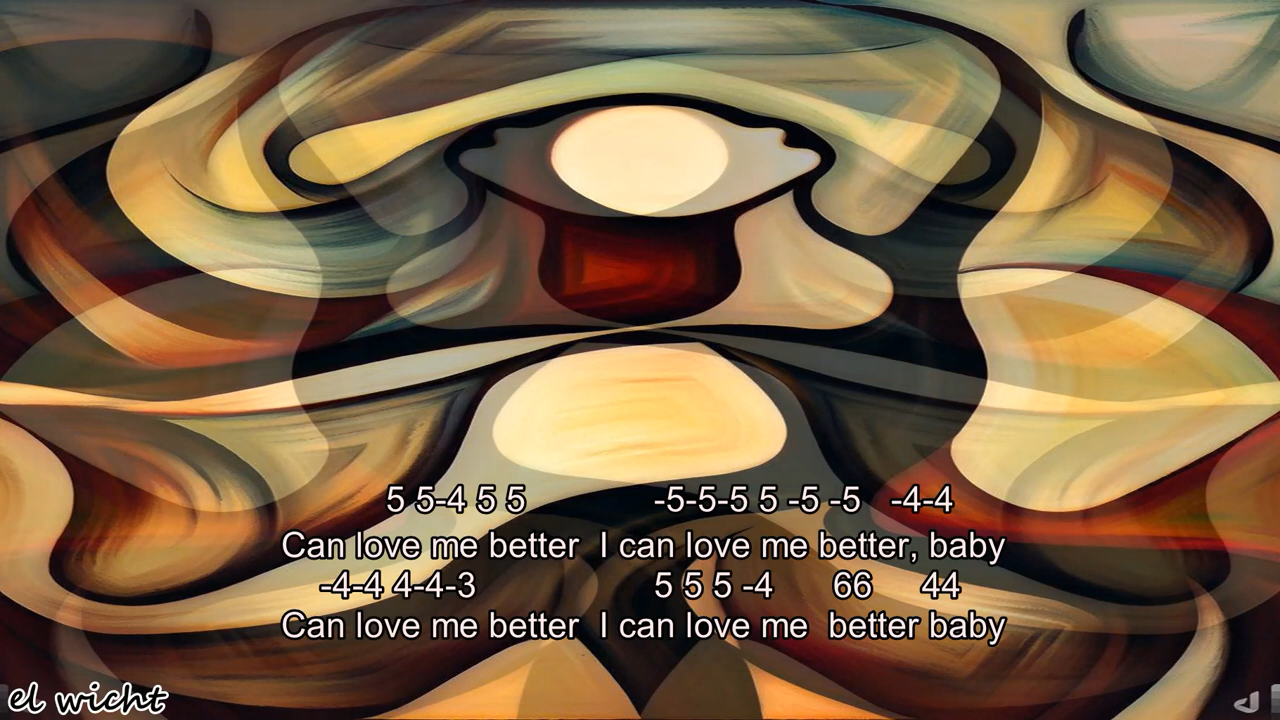 5 5-4 5 5 -5-5-5 5 -5 -5 -4-4
Can love me better I can love me better, baby
-4-4 4-4-3 5 5 5 -4 66 44
Can love me better I can love me better baby
el wicht